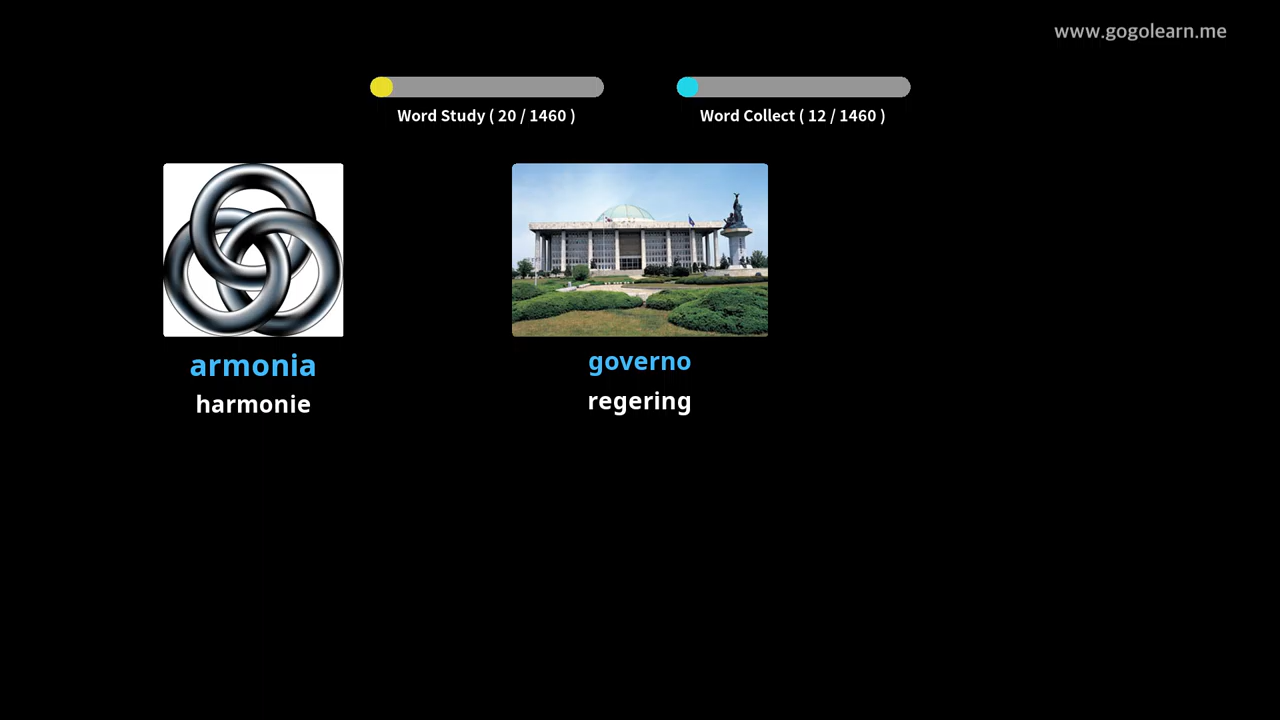 www.gogolearn.me
Word Study ( 20 / 1460 )
Word Collect ( 12 / 1460 )
armonia
harmonie
governo
regering